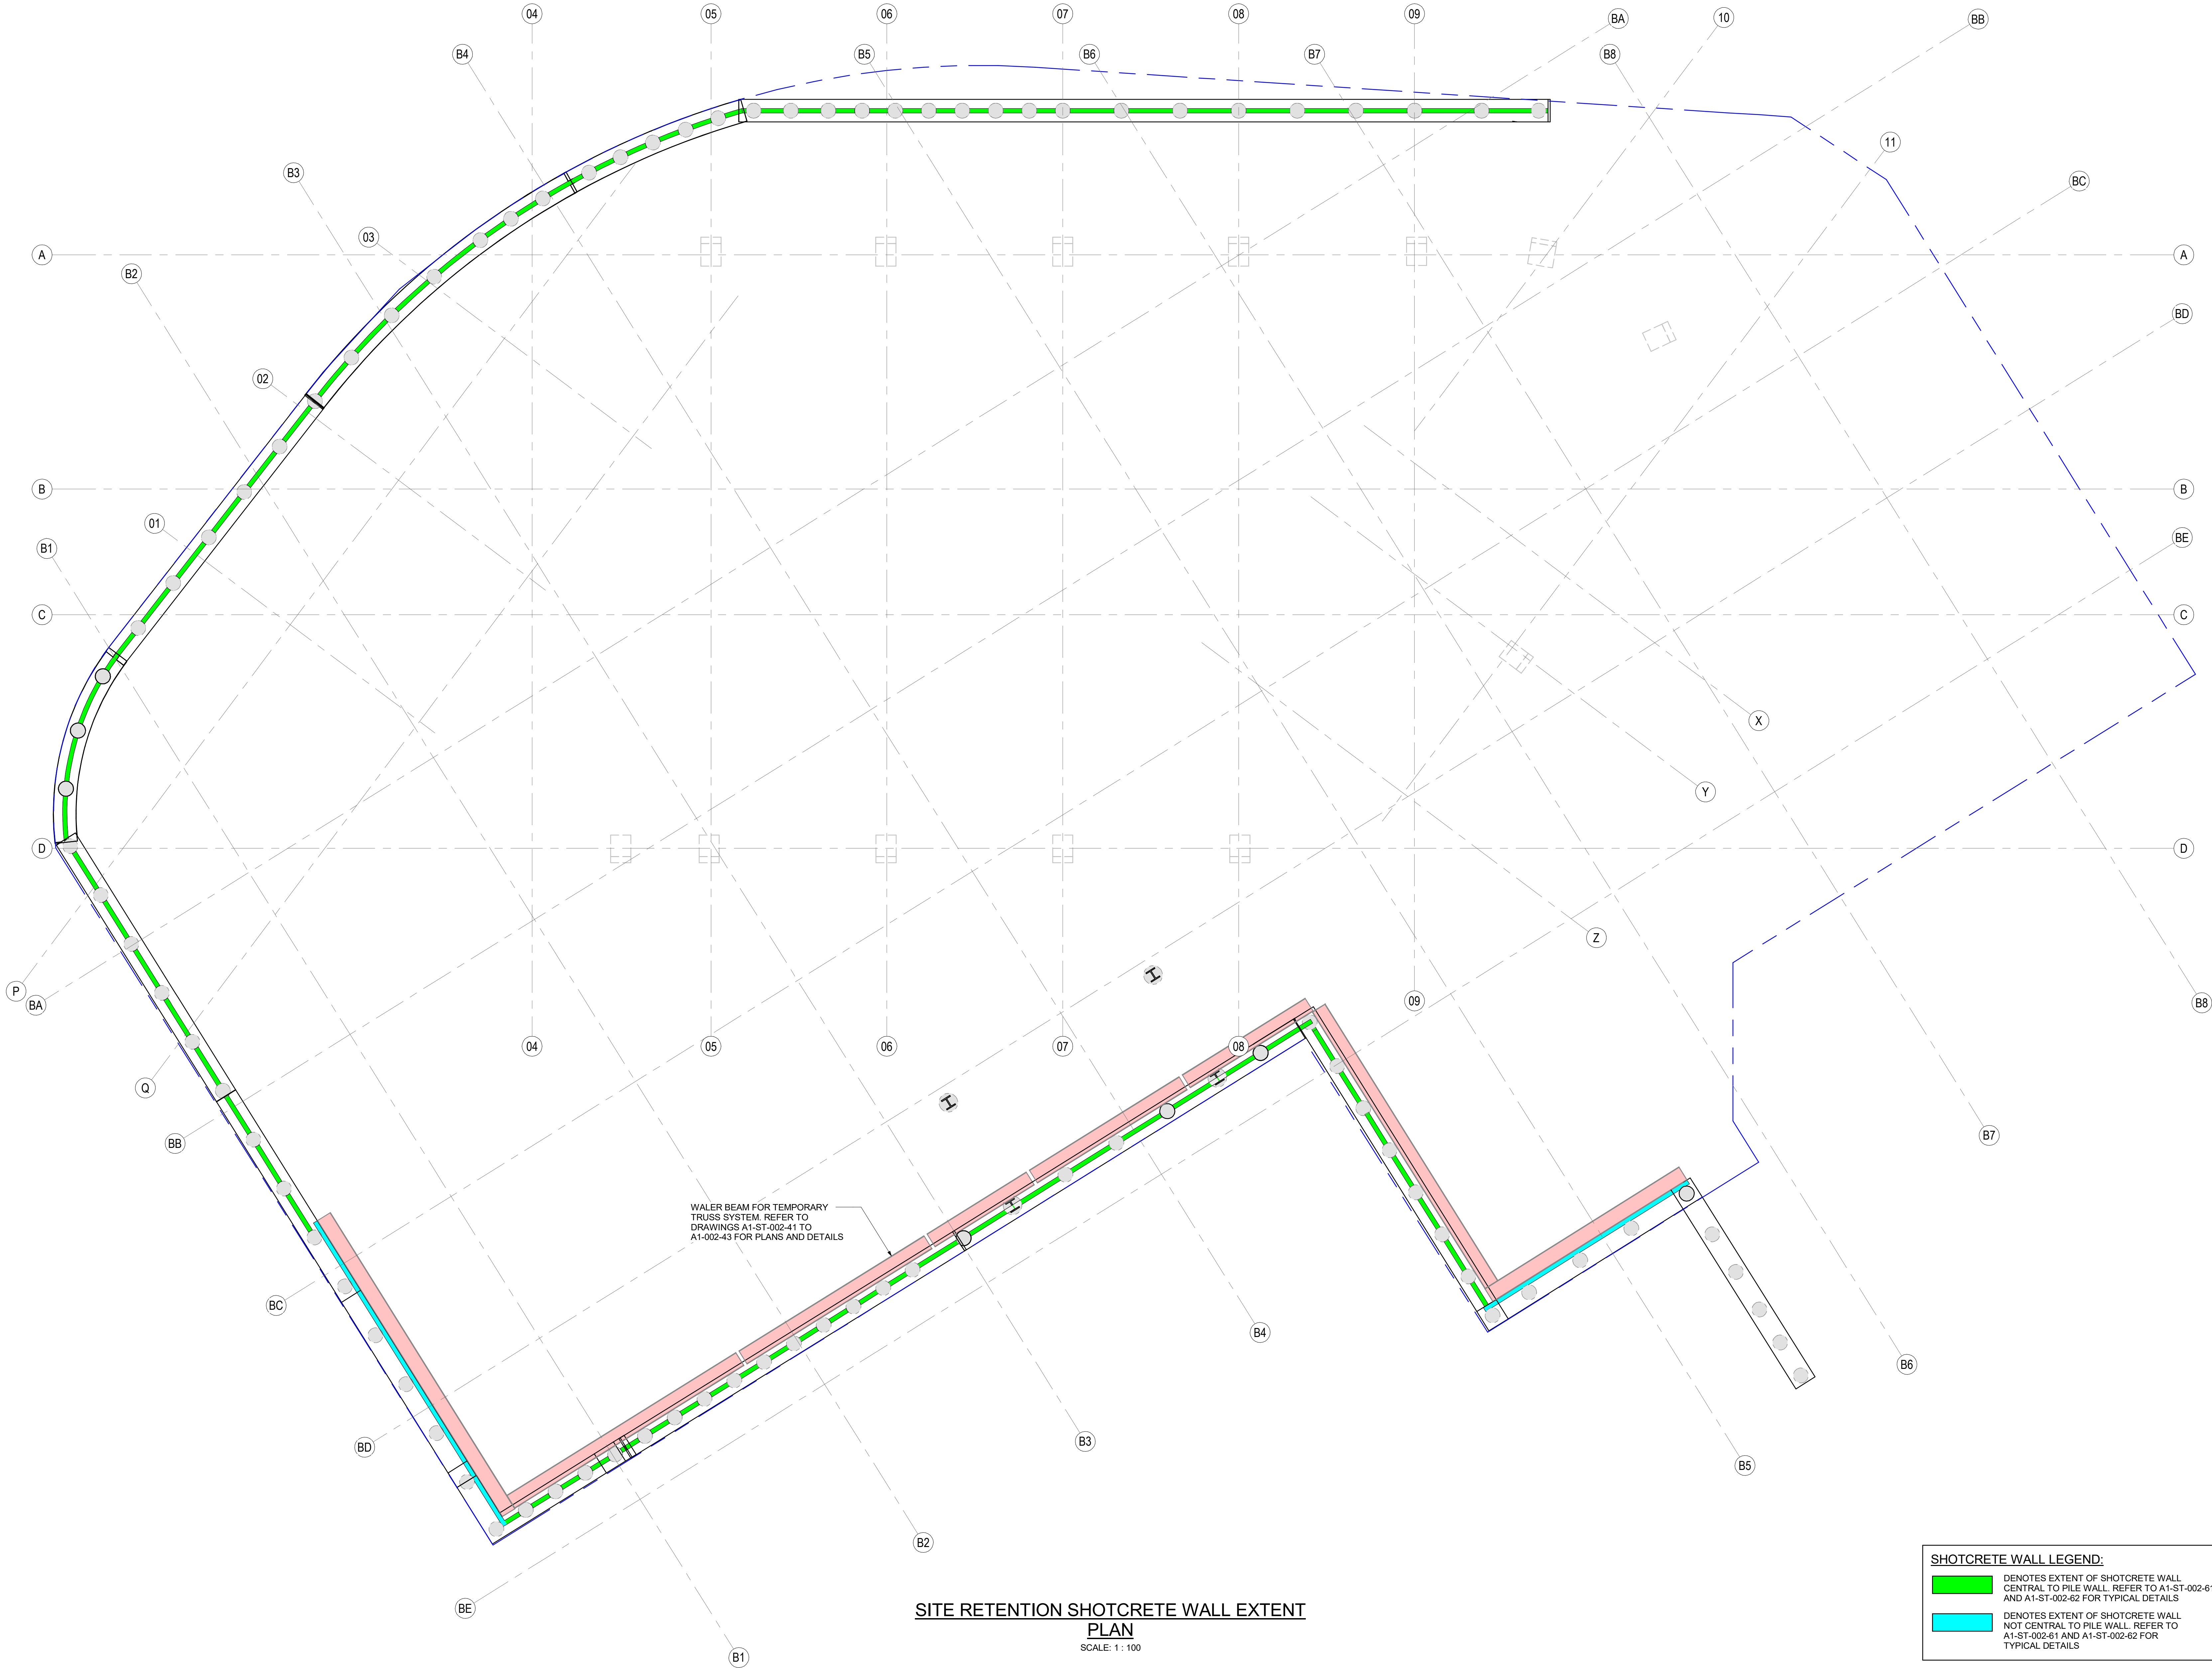 04
05
06
07
08
09
BA
10
BB
B4
B5
B6
B7
B8
11
B3
BC
03
A
A
B2
BD
02
B
B
01
BE
B1
C
C
X
Y
D
D
Z
P
BA
09
B8
04
05
06
07
08
Q
BB
B7
WALER BEAM FOR TEMPORARY
TRUSS SYSTEM. REFER TO
DRAWINGS A1-ST-002-41 TO
A1-002-43 FOR PLANS AND DETAILS
BC
B4
B6
BD
B3
B5
B2
BE
B1
SITE RETENTION SHOTCRETE WALL EXTENT
PLAN
SCALE: 1 : 100
SHOTCRETE WALL LEGEND:
DENOTES EXTENT OF SHOTCRETE WALL
CENTRAL TO PILE WALL. REFER TO A1-ST-002-61
AND A1-ST-002-62 FOR TYPICAL DETAILS
DENOTES EXTENT OF SHOTCRETE WALL
NOT CENTRAL TO PILE WALL. REFER TO
A1-ST-002-61 AND A1-ST-002-62 FOR
TYPICAL DETAILS